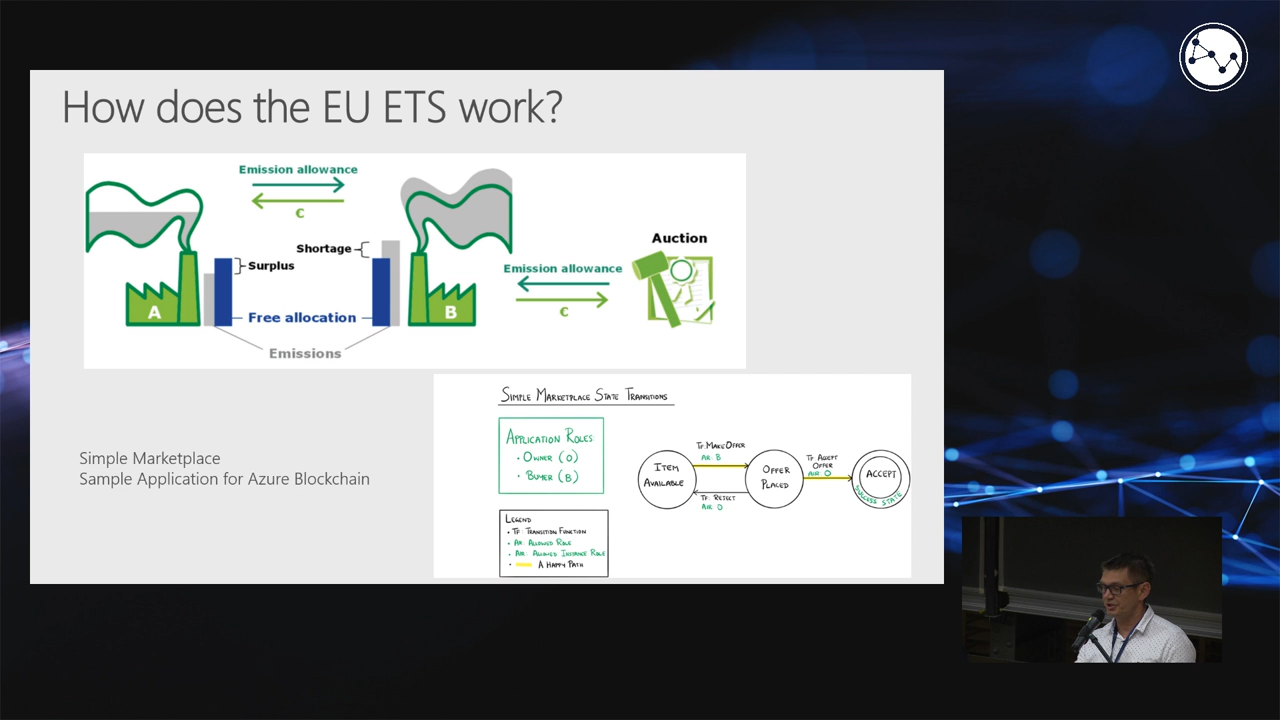 How does the EU ETS work?
Emission allowance
€
Shortage
Surplus
A
B
Free allocation
Emissions
Auction
Emission allowance
€
Simple Marketplace
Sample Application for Azure Blockchain
SIMPLE MARKETPLACE STATE TRANSITIONS
APPLICATION ROLES
• OWNER (O)
• BUYER (B)
LEGEND
• TF: TRANSITION FUNCTION
• AR: ALLOWED ROLE
• AIR: ALLOWED INSTANCE ROLE
• A HAPPY PATH
ITEM
AVAILABLE
TF: MAKE OFFER
AR: B
TF: REJECT
AIR: O
OFFER
PLACED
TF: ACCEPT
OFFER
AIR: O
ACCEPT
SUCCESS STATE